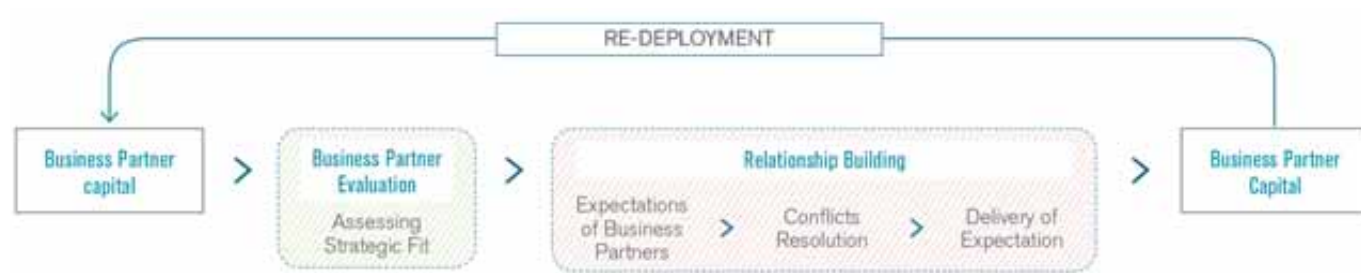 RE-DEPLOYMENT
Business Partner
capital
>
Business Partner
Evaluation
Assessing
Strategic Fit
>
Relationship Building
Expectations
of Business
Partners
>
Conflicts
Resolution
>
Delivery of
Expectation
>
Business Partner
Capital